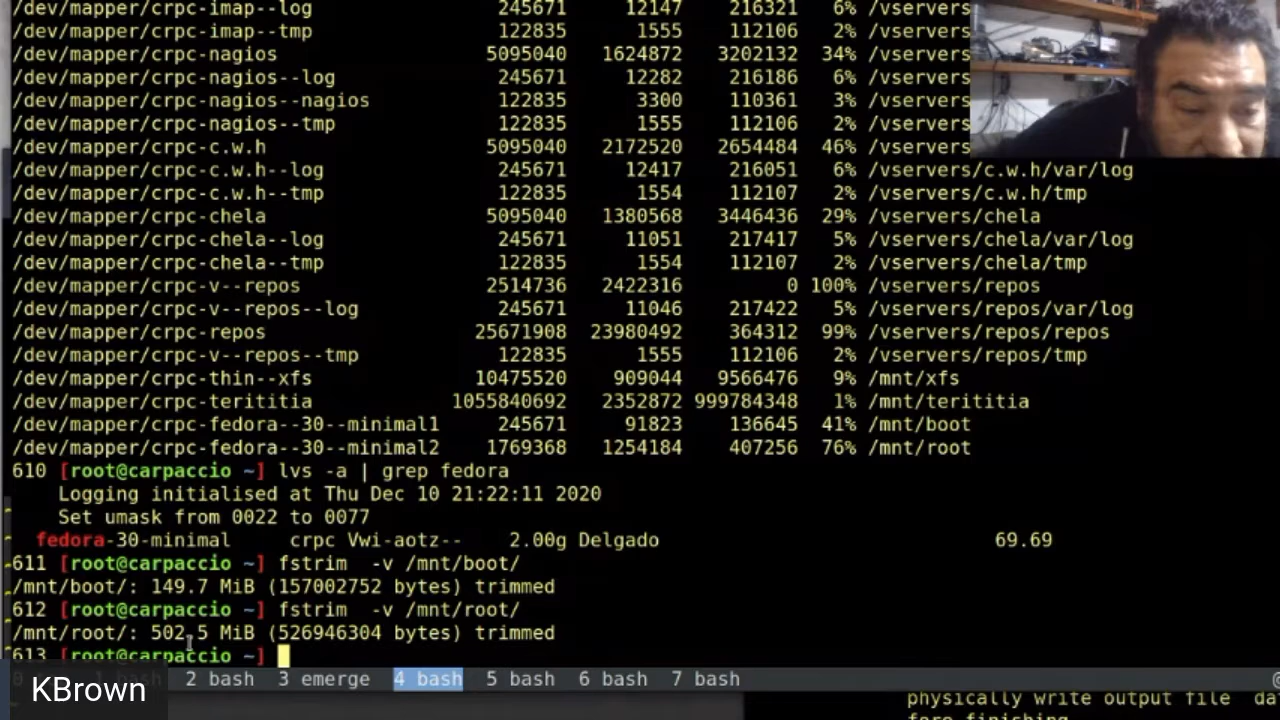 /dev/mapper/crpc-imap--log 245671 12147 216321 6% /vservers
/dev/mapper/crpc-imap--tmp 122835 1555 112106 2% /vservers
/dev/mapper/crpc-nagios 5095040 1624872 3202132 34% /vservers
/dev/mapper/crpc-nagios--log 245671 12282 216186 6% /vservers
/dev/mapper/crpc-nagios--nagios 122835 3300 110361 3% /vservers
/dev/mapper/crpc-nagios--tmp 122835 1555 112106 2% /vservers
/dev/mapper/crpc-c.w.h 5095040 2172520 2654484 46% /vservers
/dev/mapper/crpc-c.w.h--log 245671 12417 216051 6% /vservers/c.w.h/var/log
/dev/mapper/crpc-c.w.h--tmp 122835 1554 112107 2% /vservers/c.w.h/tmp
/dev/mapper/crpc-chela 5095040 1380568 3446436 29% /vservers/chela
/dev/mapper/crpc-chela--log 245671 11051 217417 5% /vservers/chela/var/log
/dev/mapper/crpc-chela--tmp 122835 1554 112107 2% /vservers/chela/tmp
/dev/mapper/crpc-v--repos 2514736 2422316 0 100% /vservers/repos
/dev/mapper/crpc-v--repos--log 245671 11046 217422 5% /vservers/repos/var/log
/dev/mapper/crpc-repos 25671908 23980492 364312 99% /vservers/repos/repos
/dev/mapper/crpc-v--repos--tmp 122835 1555 112106 2% /vservers/repos/tmp
/dev/mapper/crpc-thin--xfs 10475520 909044 9566476 9% /mnt/xfs
/dev/mapper/crpc-terititia 1055840692 2352872 999784348 1% /mnt/terititia
/dev/mapper/crpc-fedora--30--minimal1 245671 91823 136645 41% /mnt/boot
/dev/mapper/crpc-fedora--30--minimal2 1769368 1254184 407256 76% /mnt/root
610 [root@carpaccio ~] lvs -a | grep fedora
Logging initialised at Thu Dec 10 21:22:11 2020
Set umask from 0022 to 0077
fedora-30-minimal crpc Vwi-aotz-- 2.00g Delgado 69.69
611 [root@carpaccio ~] fstrim -v /mnt/boot/
/mnt/boot/: 149.7 MiB (157002752 bytes) trimmed
612 [root@carpaccio ~] fstrim -v /mnt/root/
/mnt/root/: 502.5 MiB (526946304 bytes) trimmed
613 [root@carpaccio ~]
1 bash 2 bash 3 emerge 4 bash 5 bash 6 bash 7 bash
KBrown
physically write output file